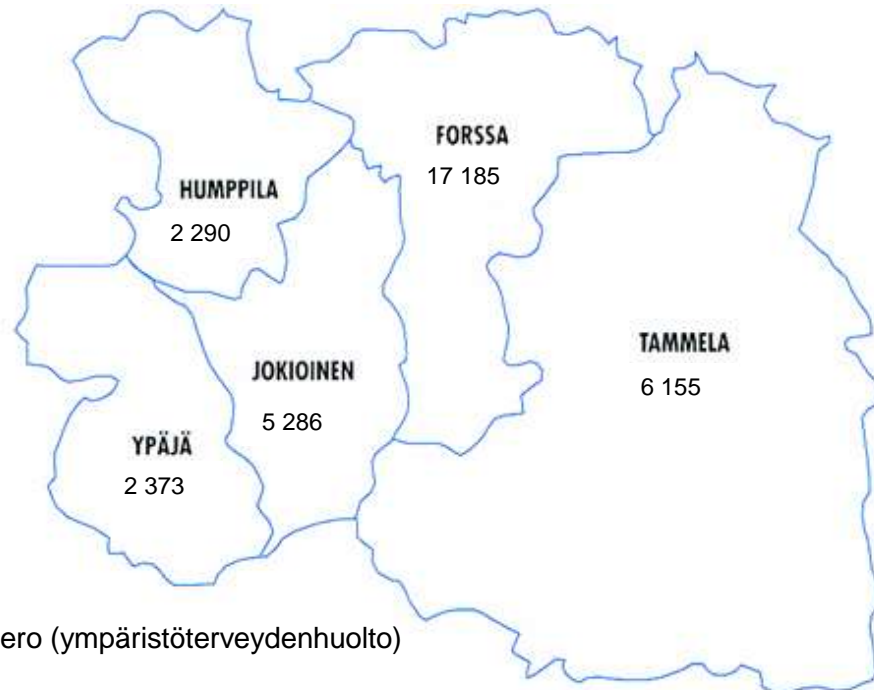 FORSSA
17 185
HUMPPILA
2 290
TAMMELA
6 155
JOKIOINEN
5 286
YPÄJÄ
2 373
ero (ympäristöterveydenhuolto)